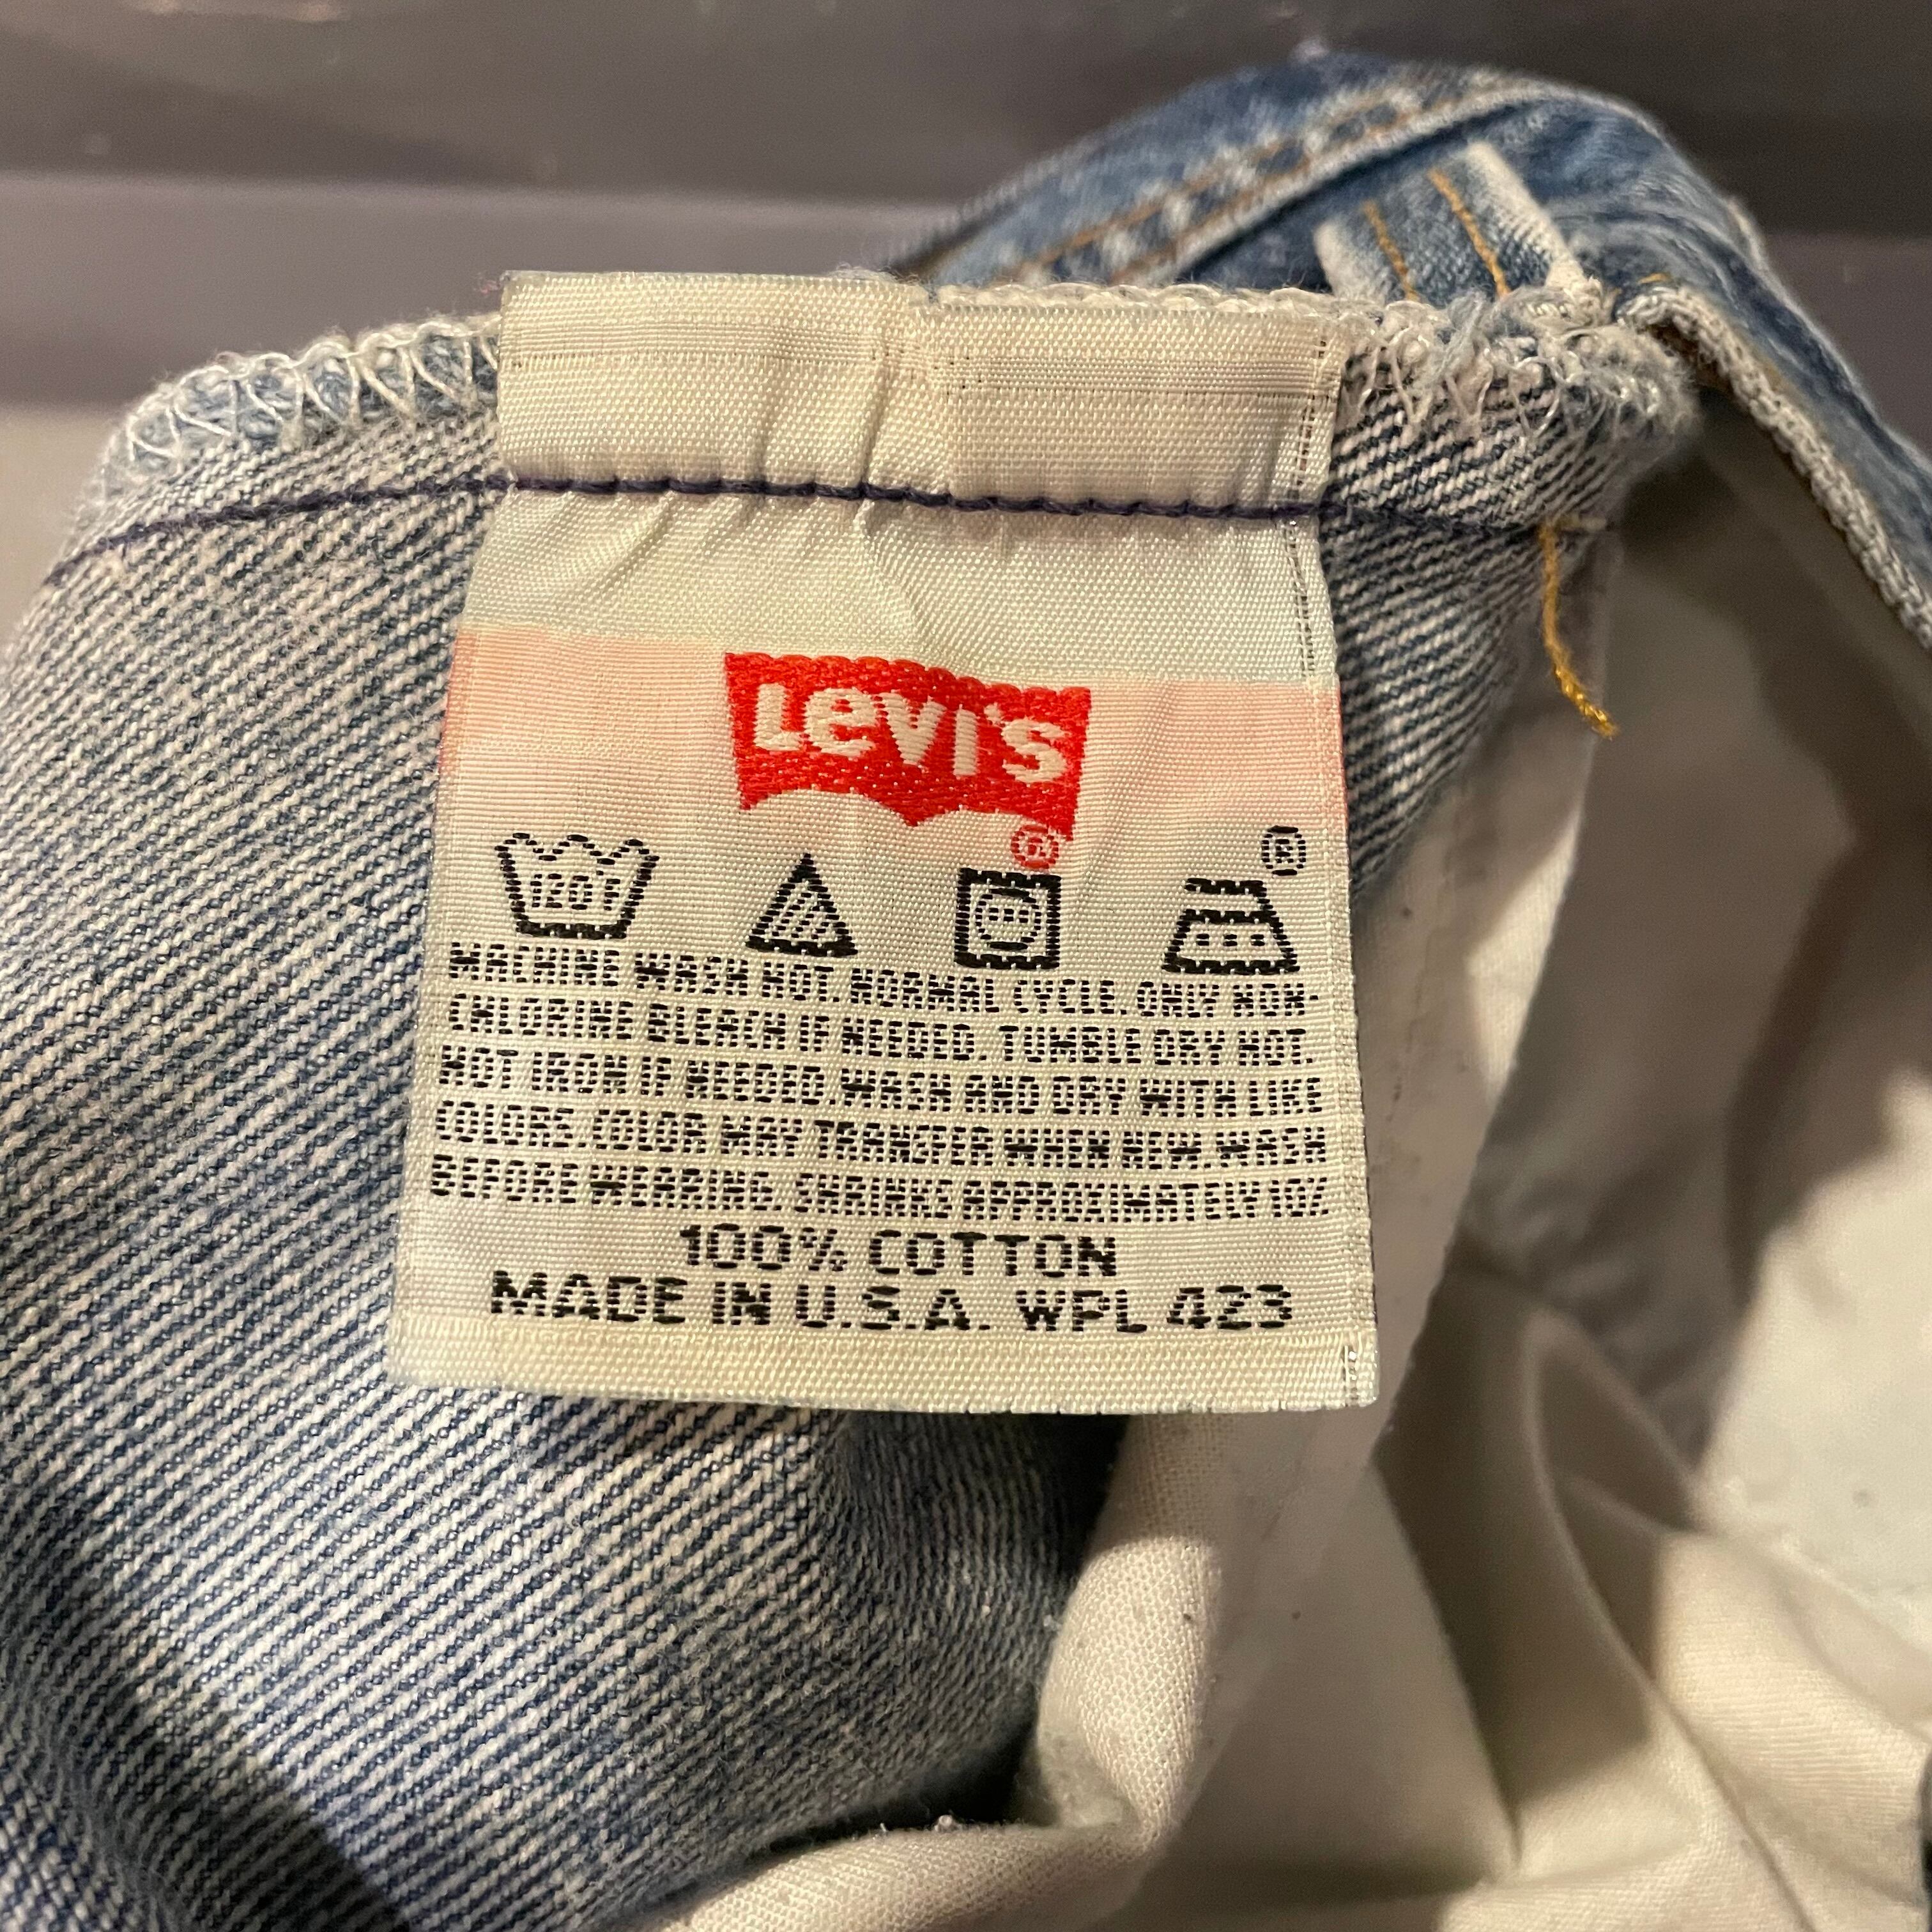 LEVI'S
®
®
120°F
MACHINE WASH HOT. NORMAL CYCLE. ONLY NON-
CHLORINE BLEACH IF NEEDED. TUMBLE DRY HOT.
HOT IRON IF NEEDED. WASH AND DRY WITH LIKE
COLORS. COLOR MAY TRANSFER WHEN NEW. WASH
BEFORE WEARING. SHRINKS APPROXIMATELY 10%.
100% COTTON
MADE IN U.S.A. WPL 423